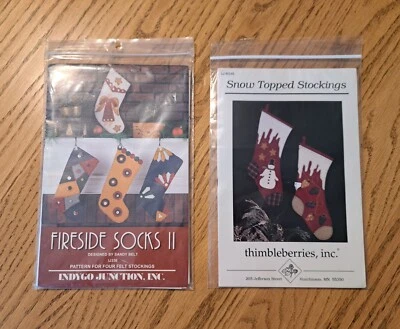 FIRESIDE SOCKS II
DESIGNED BY SANDY BELT
PATTERN FOR FOUR FELT STOCKINGS
INDYGO JUNCTION, INC.
Snow Topped Stockings
thimbleberries, inc.